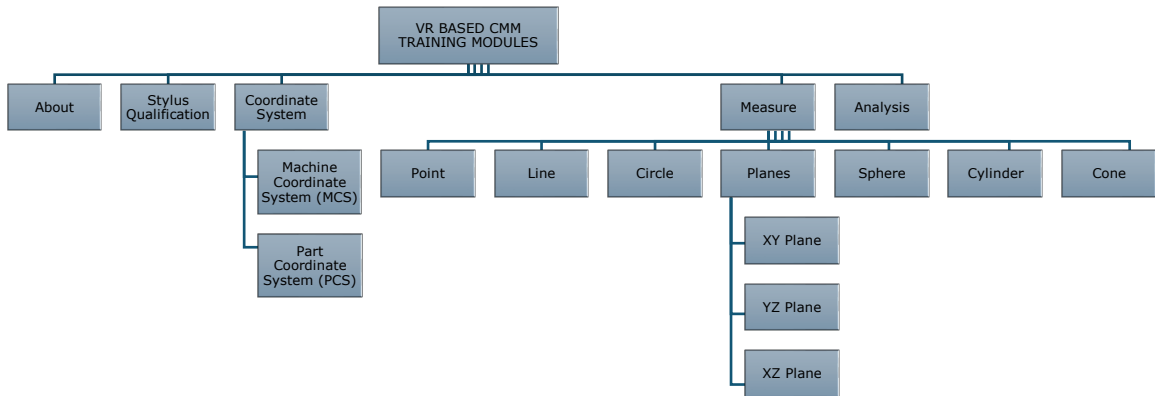 VR BASED CMM
TRAINING MODULES
About
Stylus
Qualification
Coordinate
System
Measure
Analysis
Machine
Coordinate
System (MCS)
Part
Coordinate
System (PCS)
Point
Line
Circle
Planes
Sphere
Cylinder
Cone
XY Plane
YZ Plane
XZ Plane